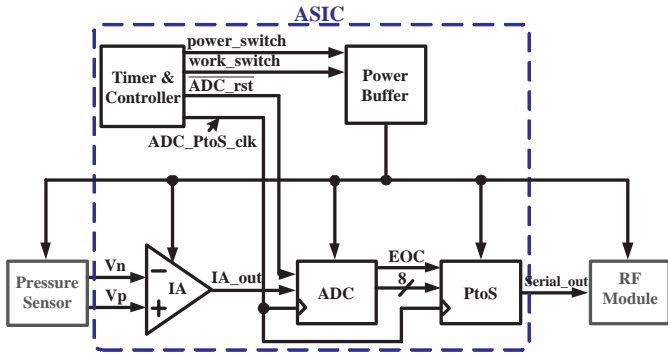 ASIC
power_switch
work_switch
ADC_rst
ADC_PtoS_clk
Timer &
Controller
Power
Buffer
Pressure
Sensor
Vn
Vp
IA
IA_out
ADC
EOC
8
PtoS
Serial_out
RF
Module